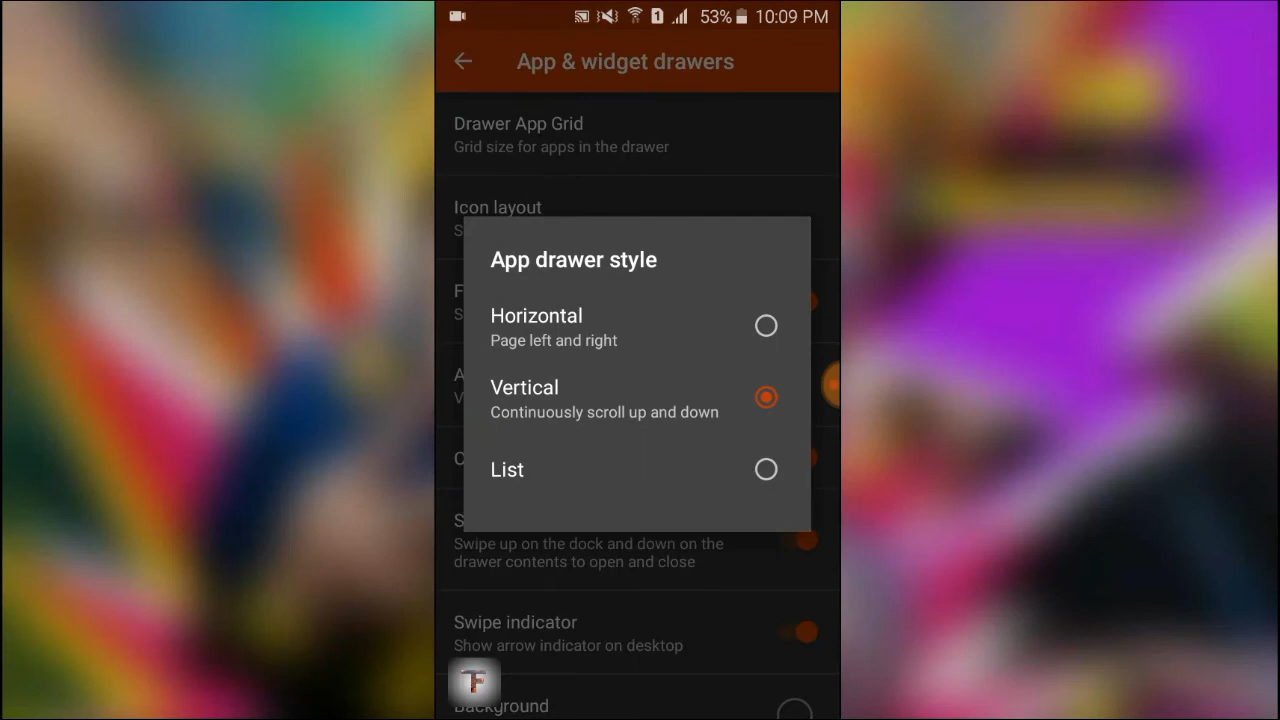 53% 10:09 PM
App & widget drawers
Drawer App Grid
Grid size for apps in the drawer
Icon layout
S
App drawer style
F
S
Horizontal
Page left and right
A
V
Vertical
Continuously scroll up and down
C
List
S
Swipe up on the dock and down on the
drawer contents to open and close
Swipe indicator
Show arrow indicator on desktop
TF
Background